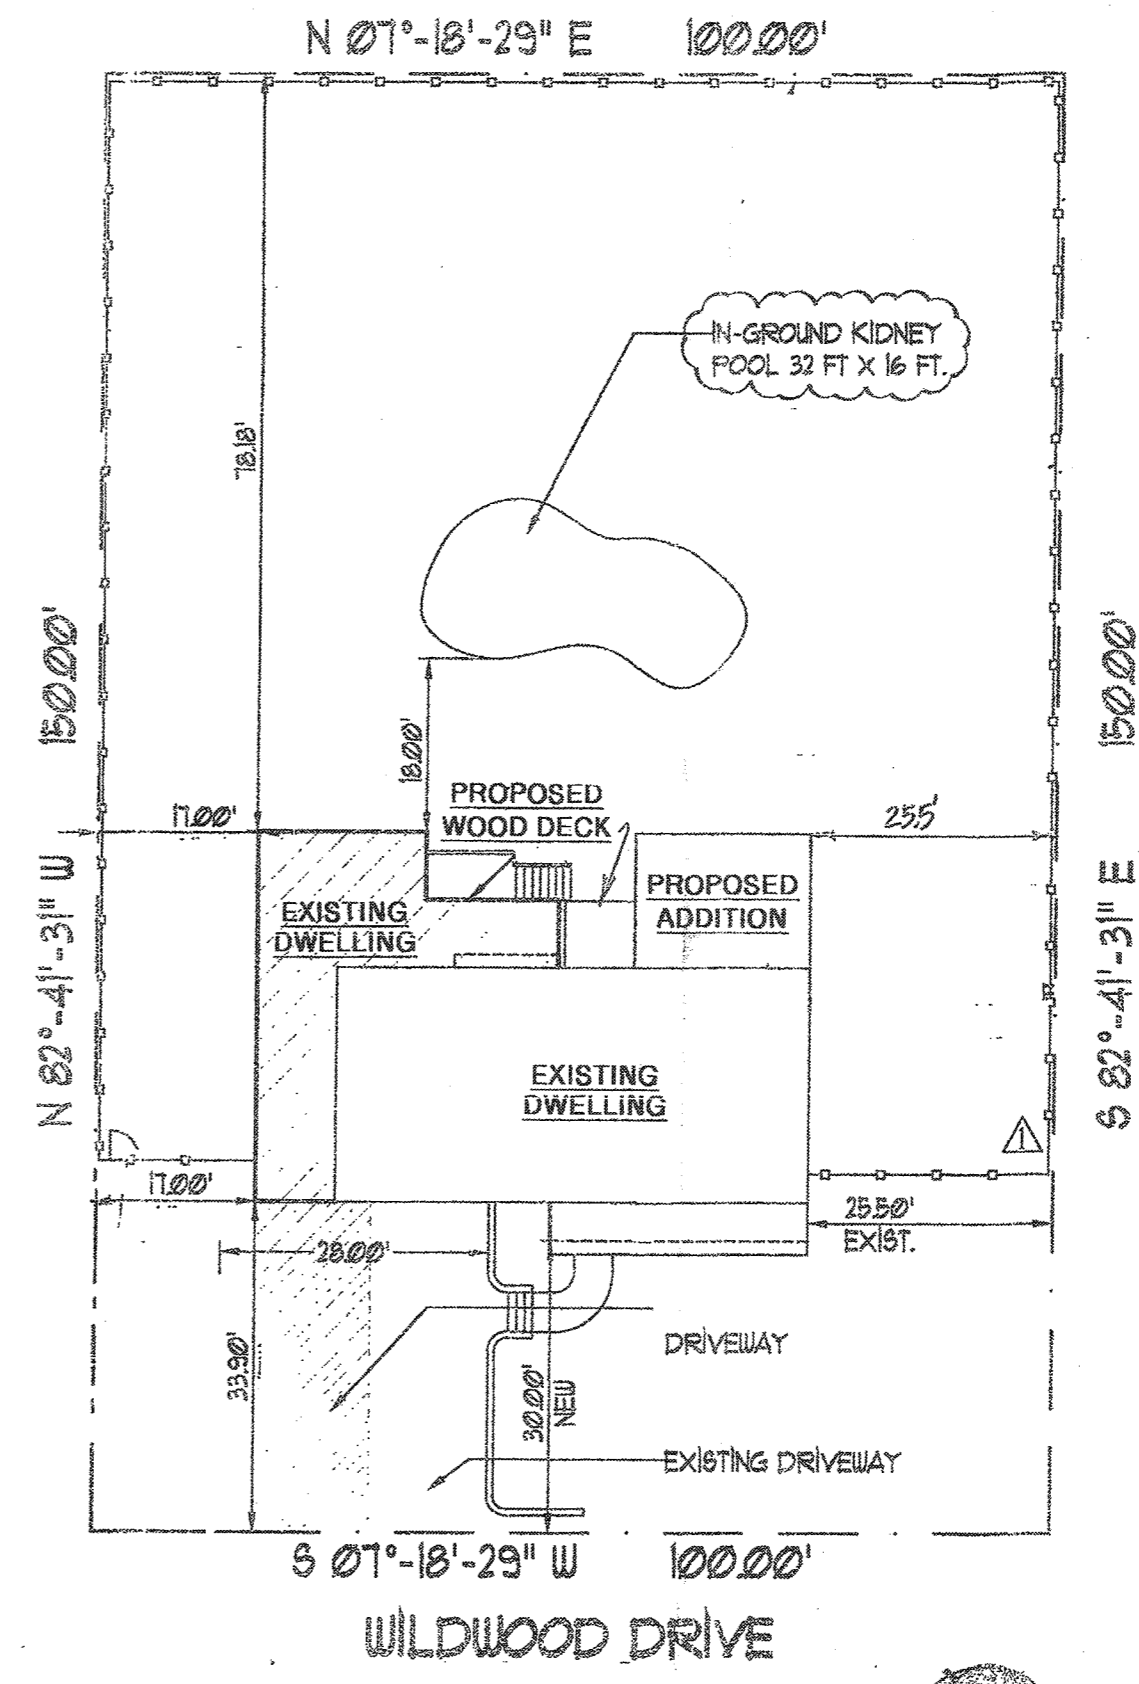 N 07°-18'-29" E 100.00'
IN-GROUND KIDNEY
POOL 32 FT X 16 FT.
78.18'
150.00'
150.00'
18.00'
PROPOSED
WOOD DECK
17.00'
25.5'
PROPOSED
ADDITION
EXISTING
DWELLING
N 82°-41'-31" W
S 82°-41'-31" E
EXISTING
DWELLING
1
17.00'
25.50'
EXIST.
28.00'
DRIVEWAY
33.90'
30.00'
NEW
EXISTING DRIVEWAY
S 07°-18'-29" W 100.00'
WILDWOOD DRIVE